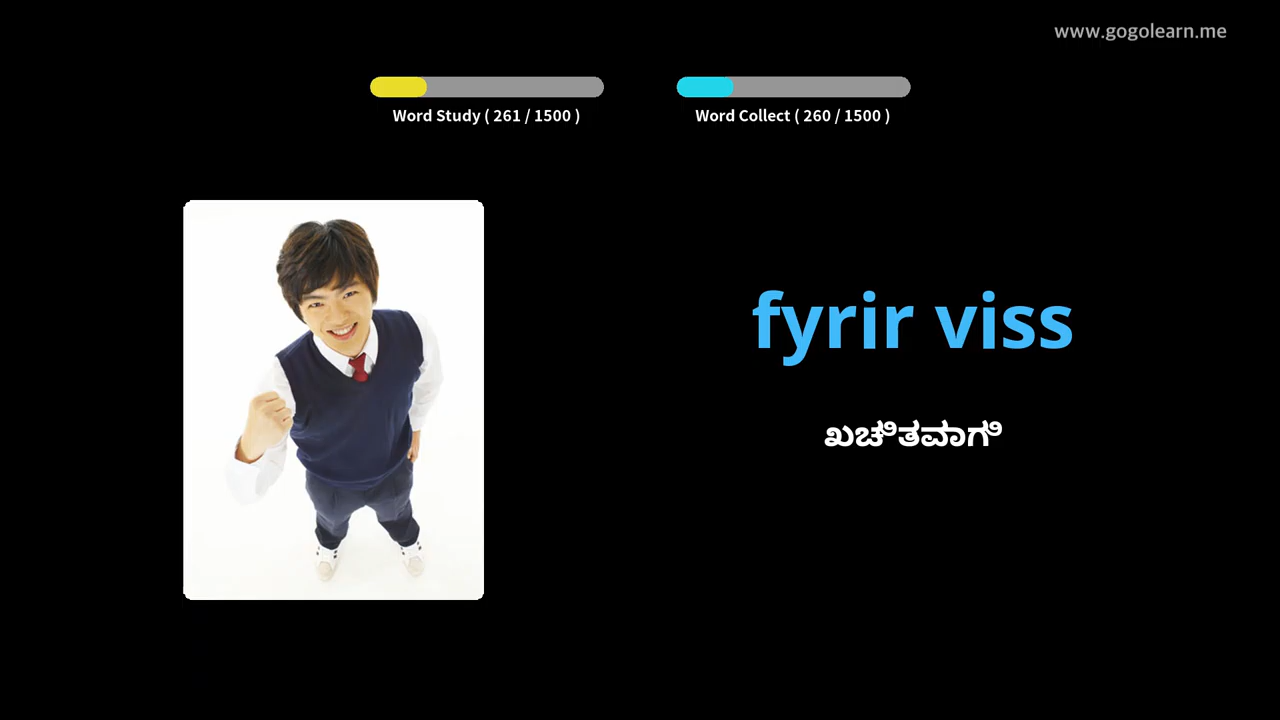 www.gogolearn.me
Word Study ( 261 / 1500 )
Word Collect ( 260 / 1500 )
fyrir viss
ಖಚಿತವಾಗಿ